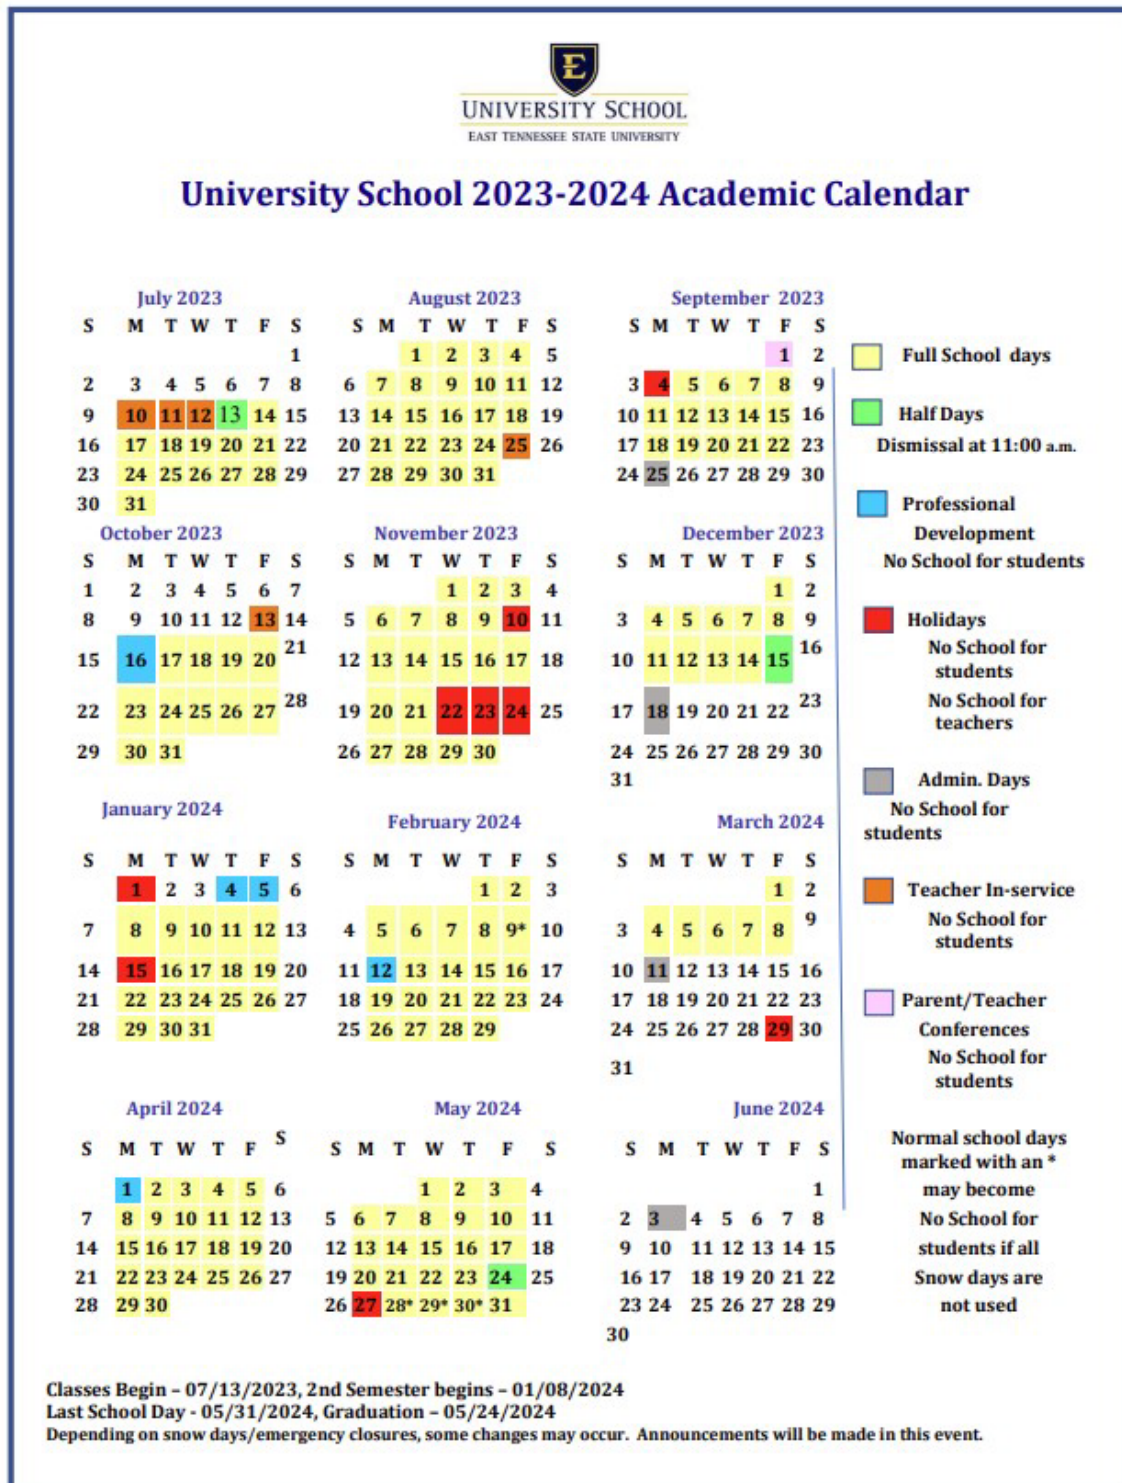 E
UNIVERSITY SCHOOL
EAST TENNESSEE STATE UNIVERSITY
University School 2023-2024 Academic Calendar
July 2023
S M T W T F S
1
2 3 4 5 6 7 8
9 10 11 12 13 14 15
16 17 18 19 20 21 22
23 24 25 26 27 28 29
30 31
August 2023
S M T W T F S
1 2 3 4 5
6 7 8 9 10 11 12
13 14 15 16 17 18 19
20 21 22 23 24 25 26
27 28 29 30 31
September 2023
S M T W T F S
1 2
3 4 5 6 7 8 9
10 11 12 13 14 15 16
17 18 19 20 21 22 23
24 25 26 27 28 29 30
October 2023
S M T W T F S
1 2 3 4 5 6 7
8 9 10 11 12 13 14
15 16 17 18 19 20 21
22 23 24 25 26 27 28
29 30 31
November 2023
S M T W T F S
1 2 3 4
5 6 7 8 9 10 11
12 13 14 15 16 17 18
19 20 21 22 23 24 25
26 27 28 29 30
December 2023
S M T W T F S
1 2
3 4 5 6 7 8 9
10 11 12 13 14 15 16
17 18 19 20 21 22 23
24 25 26 27 28 29 30
31
January 2024
S M T W T F S
1 2 3 4 5 6
7 8 9 10 11 12 13
14 15 16 17 18 19 20
21 22 23 24 25 26 27
28 29 30 31
February 2024
S M T W T F S
1 2 3
4 5 6 7 8 9* 10
11 12 13 14 15 16 17
18 19 20 21 22 23 24
25 26 27 28 29
March 2024
S M T W T F S
1 2
3 4 5 6 7 8 9
10 11 12 13 14 15 16
17 18 19 20 21 22 23
24 25 26 27 28 29 30
31
April 2024
S M T W T F S
1 2 3 4 5 6
7 8 9 10 11 12 13
14 15 16 17 18 19 20
21 22 23 24 25 26 27
28 29 30
May 2024
S M T W T F S
1 2 3 4
5 6 7 8 9 10 11
12 13 14 15 16 17 18
19 20 21 22 23 24 25
26 27 28* 29* 30* 31
June 2024
S M T W T F S
1
2 3 4 5 6 7 8
9 10 11 12 13 14 15
16 17 18 19 20 21 22
23 24 25 26 27 28 29
30
Full School days
Half Days
Dismissal at 11:00 a.m.
Professional
Development
No School for students
Holidays
No School for
students
No School for
teachers
Admin. Days
No School for
students
Teacher In-service
No School for
students
Parent/Teacher
Conferences
No School for
students
Normal school days
marked with an *
may become
No School for
students if all
Snow days are
not used
Classes Begin – 07/13/2023, 2nd Semester begins – 01/08/2024
Last School Day - 05/31/2024, Graduation – 05/24/2024
Depending on snow days/emergency closures, some changes may occur. Announcements will be made in this event.